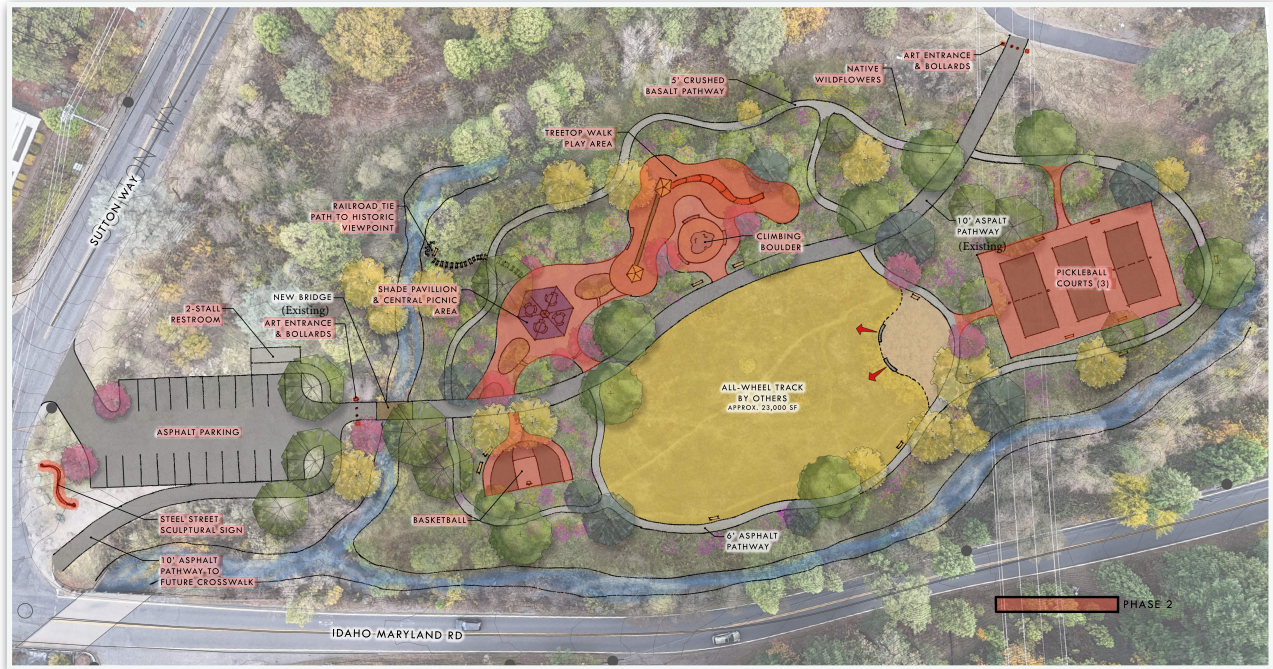 ART ENTRANCE
& BOLLARDS
NATIVE
WILDFLOWERS
5' CRUSHED
BASALT PATHWAY
TREETOP WALK
PLAY AREA
SUTTON WAY
WY
RAILROAD TIE
PATH TO HISTORIC
VIEWPOINT
10' ASPALT
PATHWAY
(Existing)
CLIMBING
BOULDER
PICKLEBALL
COURTS (3)
SHADE PAVILLION
& CENTRAL PICNIC
AREA
NEW BRIDGE
(Existing)
2-STALL
RESTROOM
ART ENTRANCE
& BOLLARDS
ALL-WHEEL TRACK
BY OTHERS
APPROX. 23,000 SF
ASPHALT PARKING
BASKETBALL
STEEL STREET
SCULPTURAL SIGN
6' ASPHALT
PATHWAY
10' ASPHALT
PATHWAY TO
FUTURE CROSSWALK
PHASE 2
IDAHO MARYLAND RD